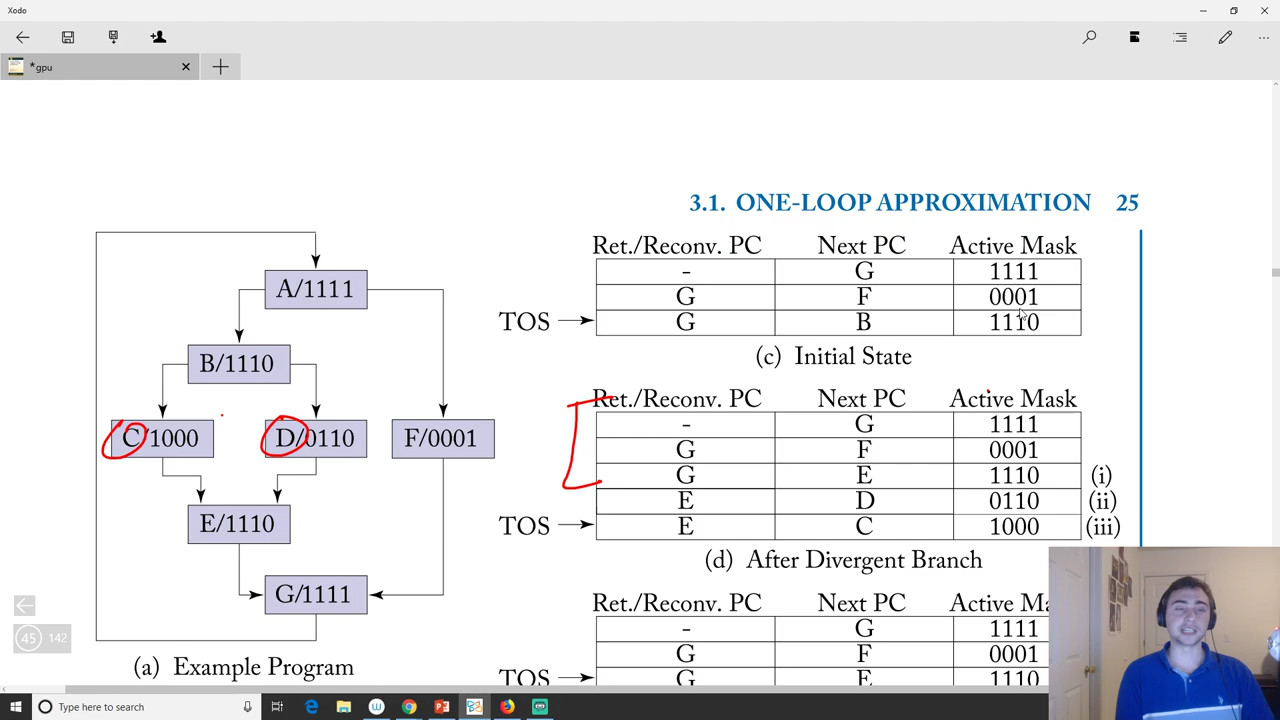 Xodo
*gpu
3.1. ONE-LOOP APPROXIMATION 25
A/1111
B/1110
C/1000 D/0110 F/0001
E/1110
G/1111
(a) Example Program
Ret./Reconv. PC Next PC Active Mask
- G 1111
G F 0001
TOS G B 1110
(c) Initial State
Ret./Reconv. PC Next PC Active Mask
- G 1111
G F 0001
G E 1110 (i)
E D 0110 (ii)
TOS E C 1000 (iii)
(d) After Divergent Branch
Ret./Reconv. PC Next PC Active
- G 1111
G F 0001
TOS G E 1110
45 142
Type here to search